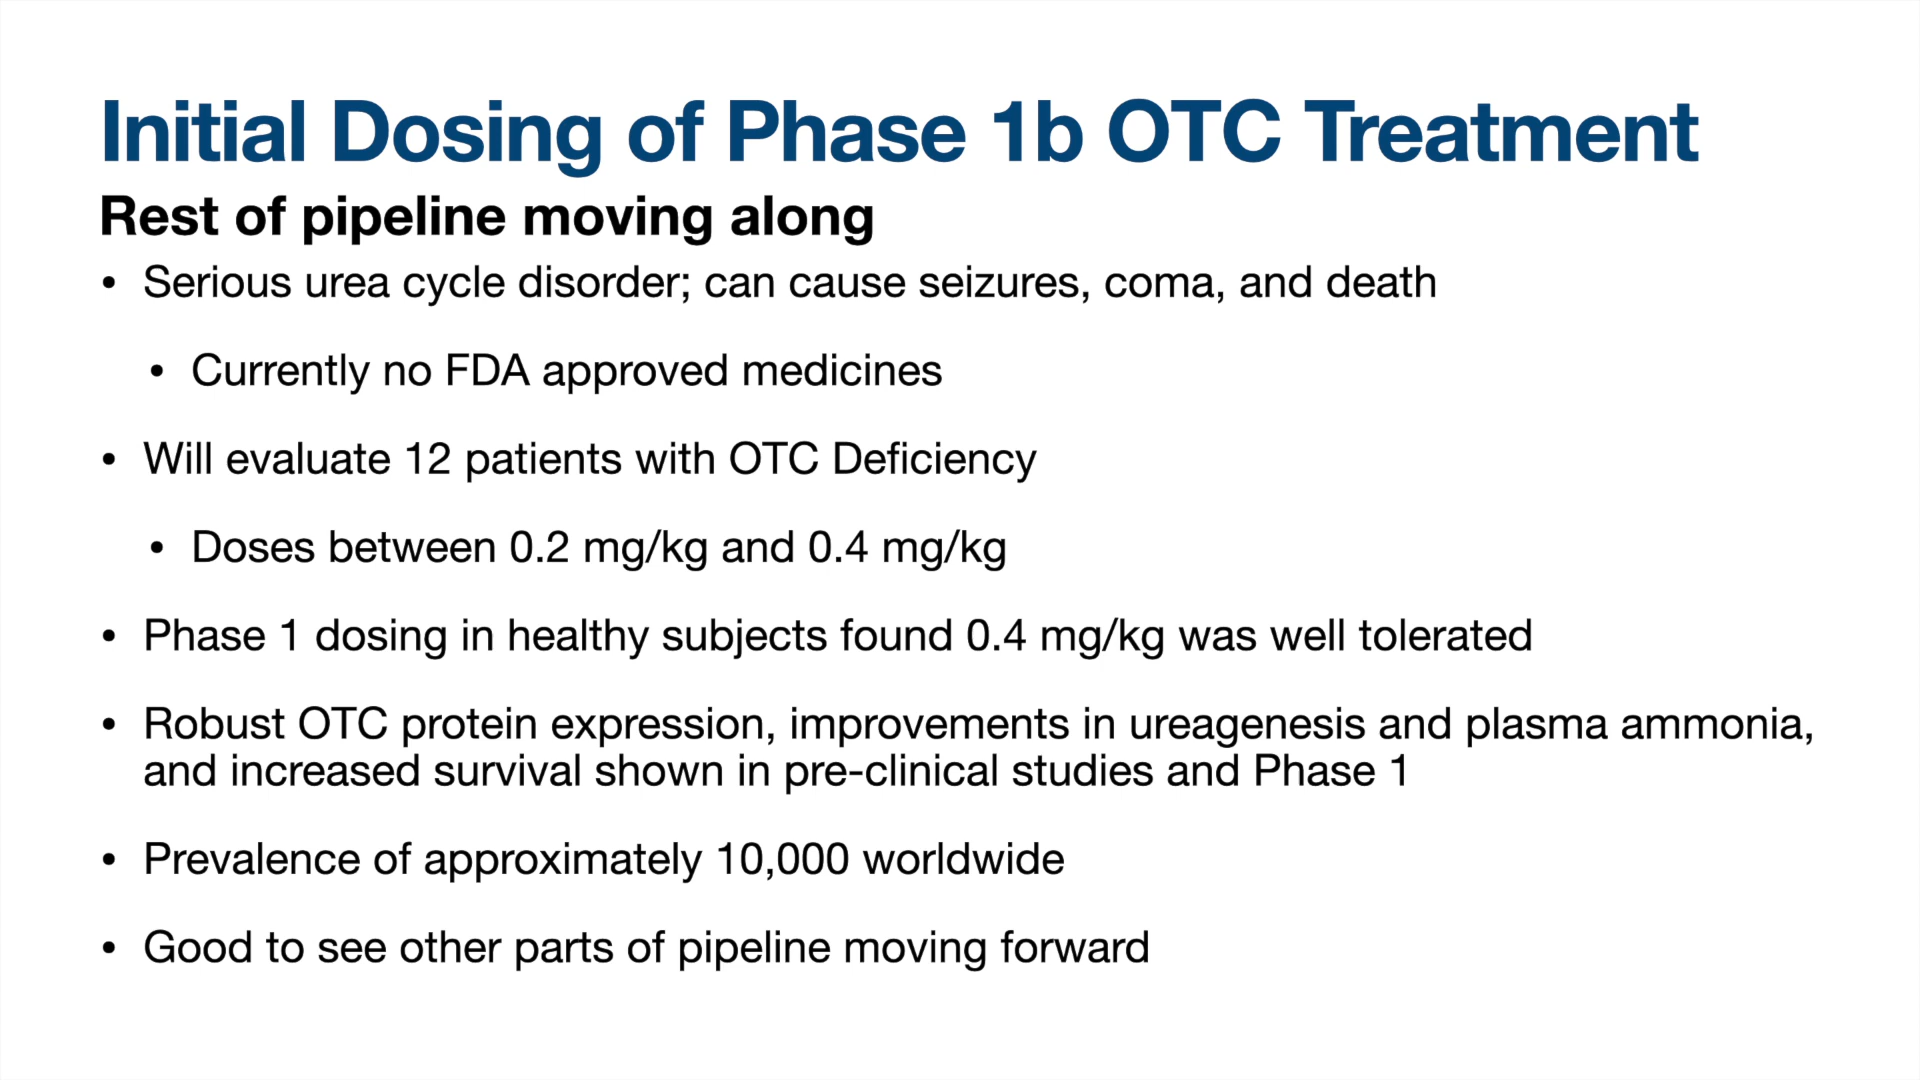 Initial Dosing of Phase 1b OTC Treatment
Rest of pipeline moving along
• Serious urea cycle disorder; can cause seizures, coma, and death
• Currently no FDA approved medicines
• Will evaluate 12 patients with OTC Deficiency
• Doses between 0.2 mg/kg and 0.4 mg/kg
• Phase 1 dosing in healthy subjects found 0.4 mg/kg was well tolerated
• Robust OTC protein expression, improvements in ureagenesis and plasma ammonia,
and increased survival shown in pre-clinical studies and Phase 1
• Prevalence of approximately 10,000 worldwide
• Good to see other parts of pipeline moving forward